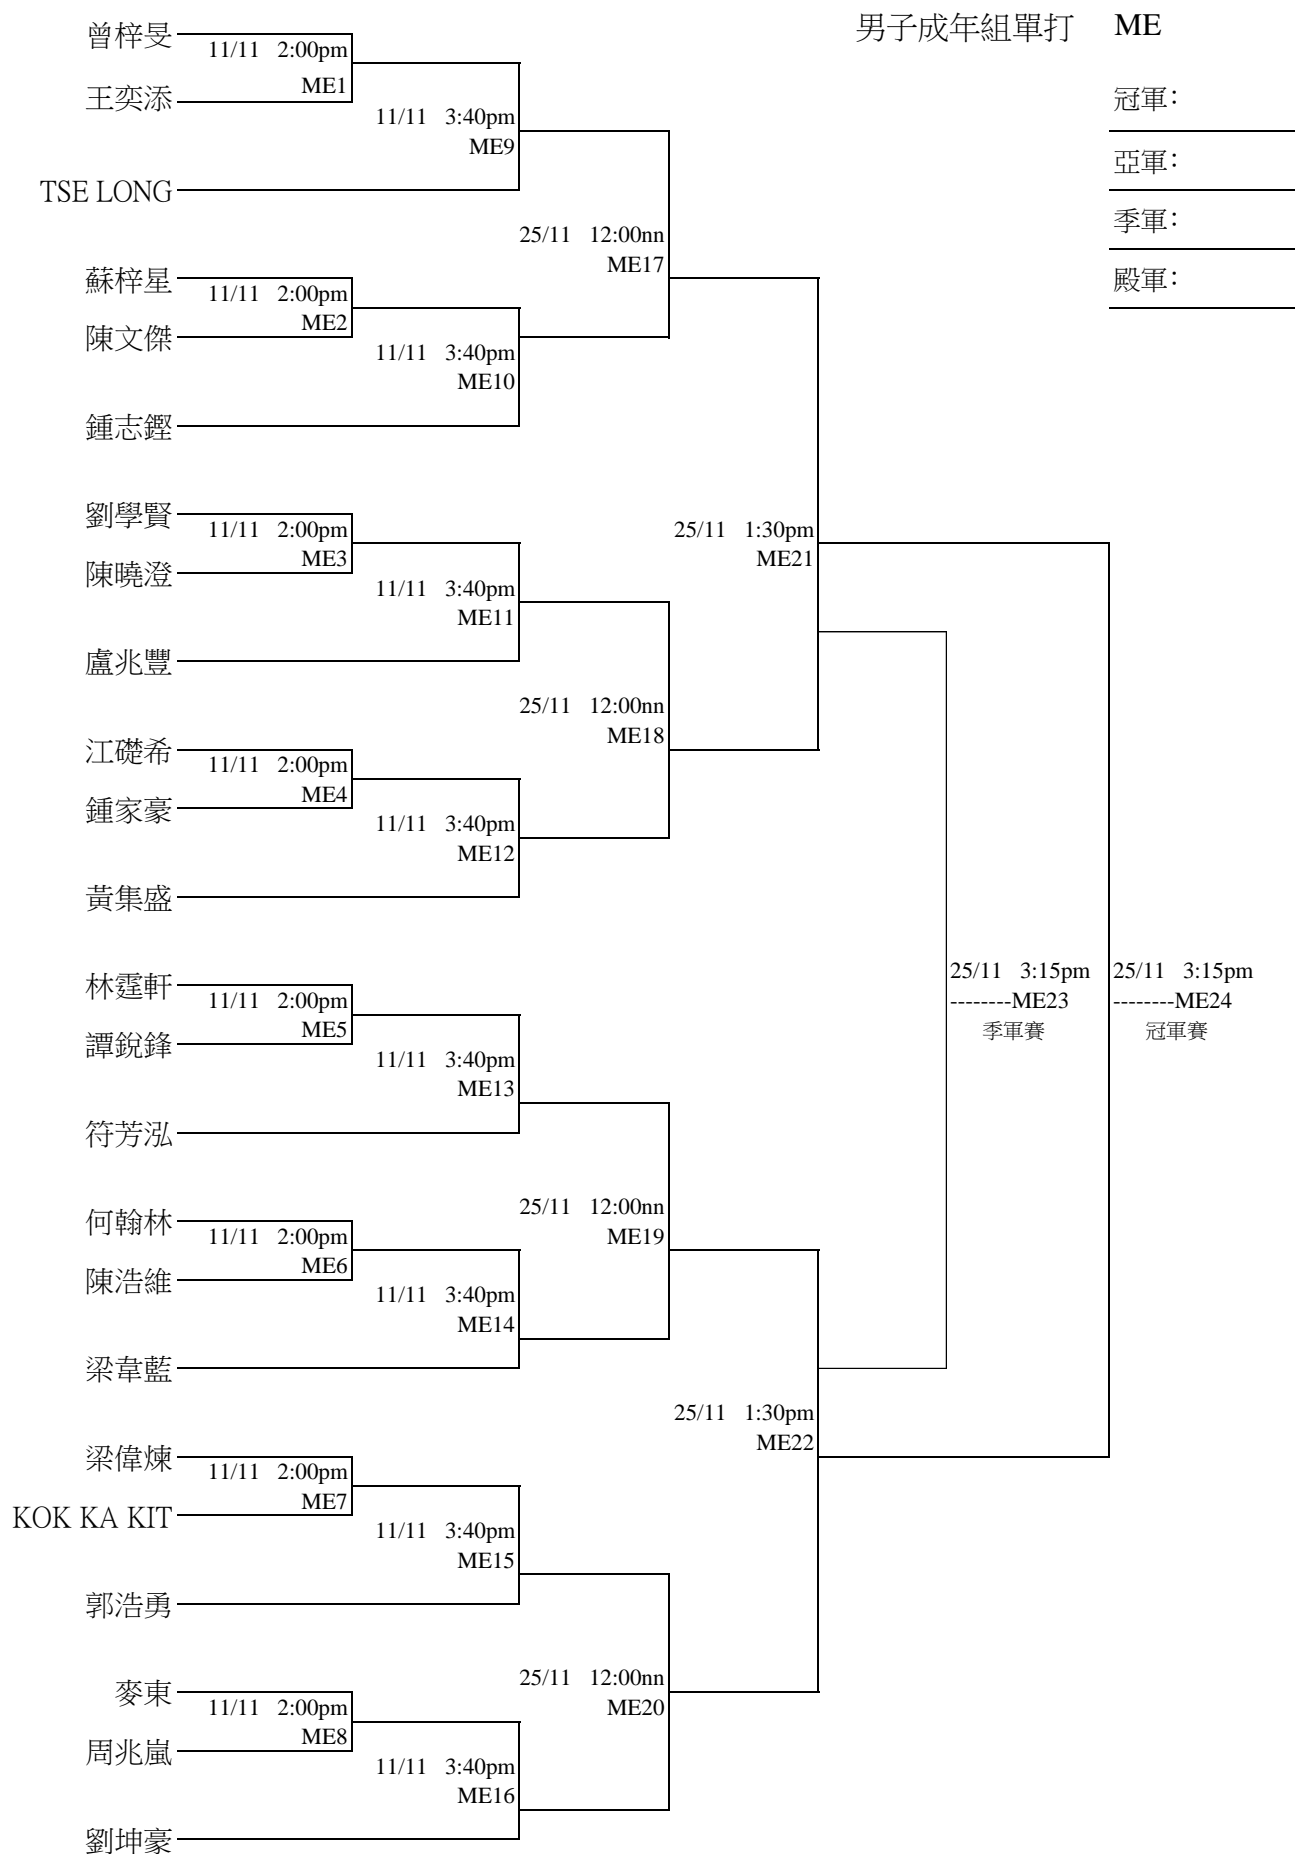 男子成年組單打 ME
冠軍：
亞軍：
季軍：
殿軍：
曾梓旻
11/11 2:00pm
ME1
王奕添
11/11 3:40pm
ME9
TSE LONG
25/11 12:00nn
ME17
蘇梓星
11/11 2:00pm
ME2
陳文傑
11/11 3:40pm
ME10
鍾志鏗
劉學賢
11/11 2:00pm
ME3
25/11 1:30pm
ME21
陳曉澄
11/11 3:40pm
ME11
盧兆豐
25/11 12:00nn
ME18
江礎希
11/11 2:00pm
ME4
鍾家豪
11/11 3:40pm
ME12
黃集盛
25/11 3:15pm
--------ME23
季軍賽
25/11 3:15pm
--------ME24
冠軍賽
林霆軒
11/11 2:00pm
ME5
譚銳鋒
11/11 3:40pm
ME13
符芳泓
25/11 12:00nn
ME19
何翰林
11/11 2:00pm
ME6
陳浩維
11/11 3:40pm
ME14
梁韋藍
25/11 1:30pm
ME22
梁偉煉
11/11 2:00pm
ME7
KOK KA KIT
11/11 3:40pm
ME15
郭浩勇
25/11 12:00nn
ME20
麥東
11/11 2:00pm
ME8
周兆嵐
11/11 3:40pm
ME16
劉坤豪